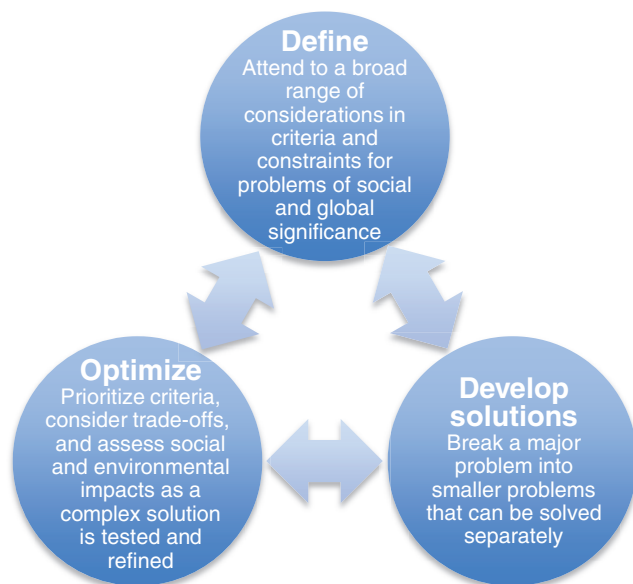 Define
Attend to a broad
range of
considerations in
criteria and
constraints for
problems of social
and global
significance
Optimize
Prioritize criteria,
consider trade-offs,
and assess social
and environmental
impacts as a
complex solution
is tested and
refined
Develop
solutions
Break a major
problem into
smaller problems
that can be solved
separately